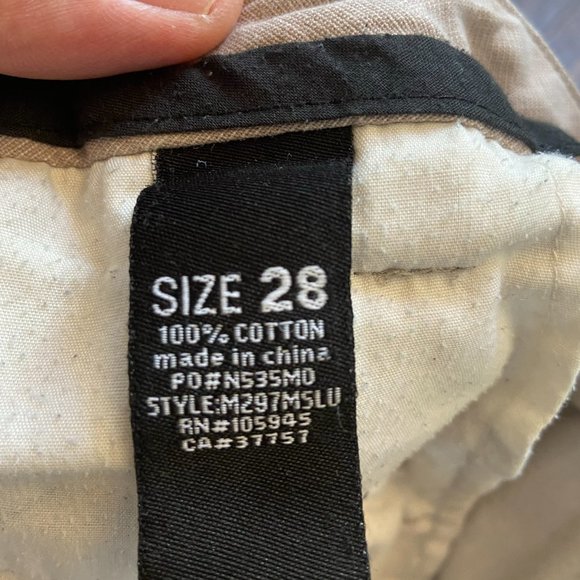 SIZE 28
100% COTTON
made in china
PO#N535MO
STYLE:M297MSLU
RN#105945
CA#37757